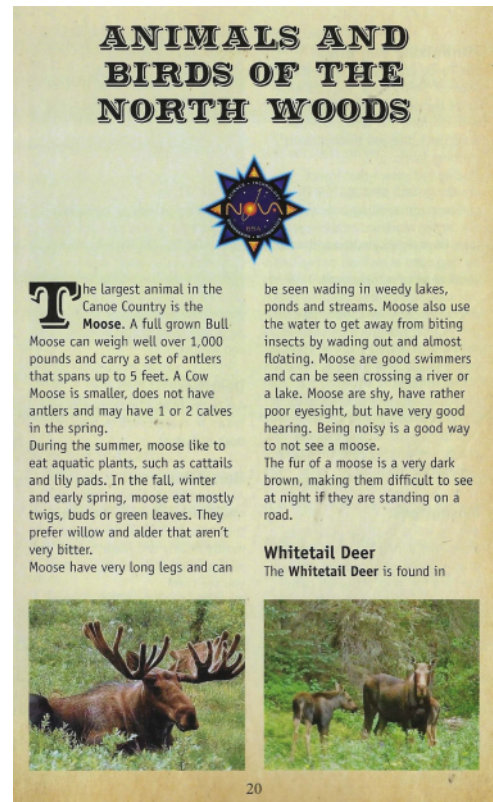 ANIMALS AND
BIRDS OF THE
NORTH WOODS
NOVA
The largest animal in the
Canoe Country is the
Moose. A full grown Bull
Moose can weigh well over 1,000
pounds and carry a set of antlers
that spans up to 5 feet. A Cow
Moose is smaller, does not have
antlers and may have 1 or 2 calves
in the spring.
During the summer, moose like to
eat aquatic plants, such as cattails
and lily pads. In the fall, winter
and early spring, moose eat mostly
twigs, buds or green leaves. They
prefer willow and alder that aren't
very bitter.
Moose have very long legs and can
be seen wading in weedy lakes,
ponds and streams. Moose also use
the water to get away from biting
insects by wading out and almost
floating. Moose are good swimmers
and can be seen crossing a river or
a lake. Moose are shy, have rather
poor eyesight, but have very good
hearing. Being noisy is a good way
to not see a moose.
The fur of a moose is a very dark
brown, making them difficult to see
at night if they are standing on a
road.
Whitetail Deer
The Whitetail Deer is found in
20